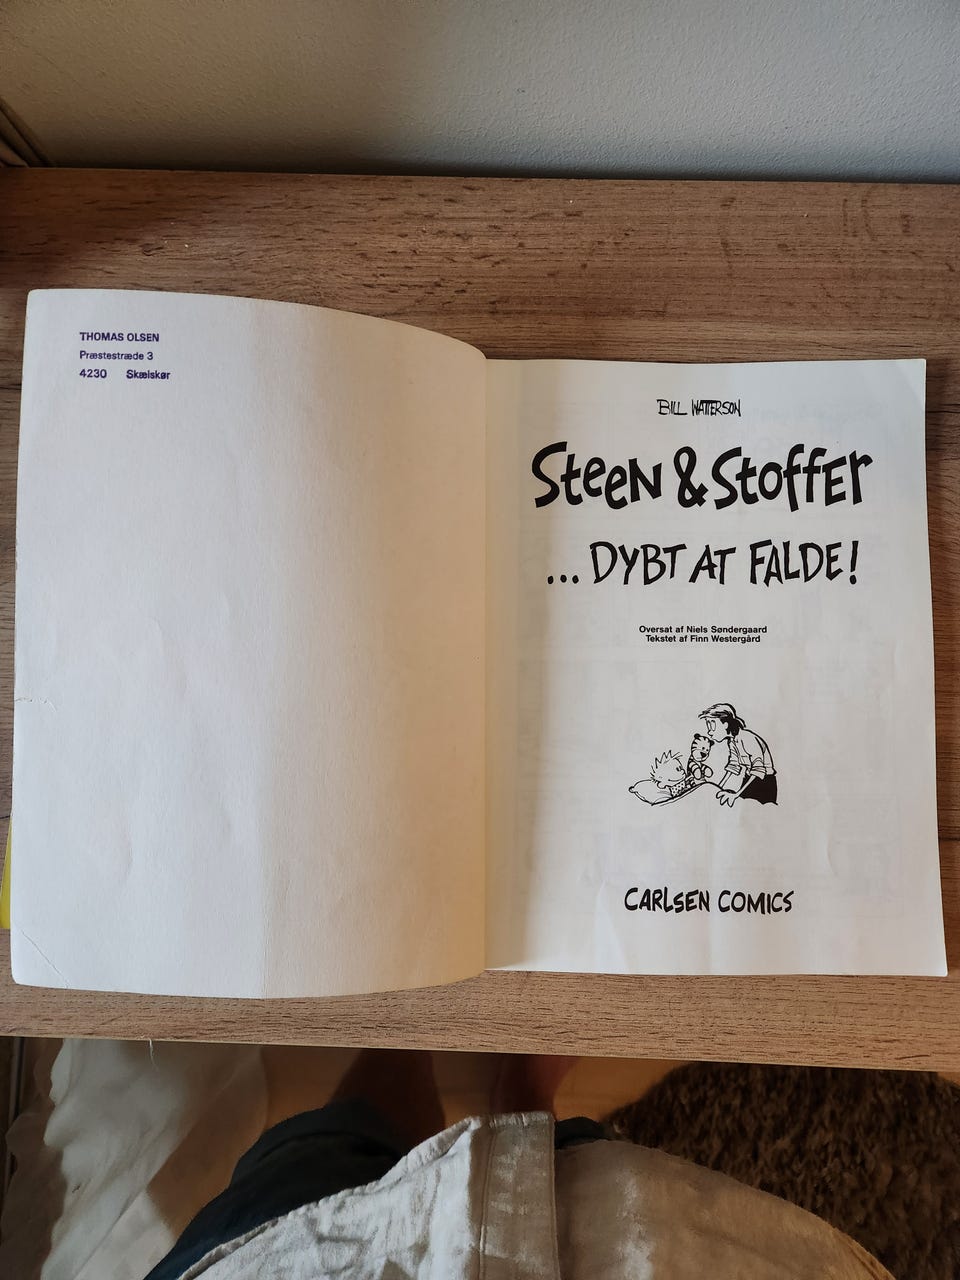 THOMAS OLSEN
Præstestræde 3
4230 Skælskør
BILL WATTERSON
Steen & Stoffer
... DYBT AT FALDE!
Oversat af Niels Søndergaard
Tekstet af Finn Westergård
CARLSEN COMICS